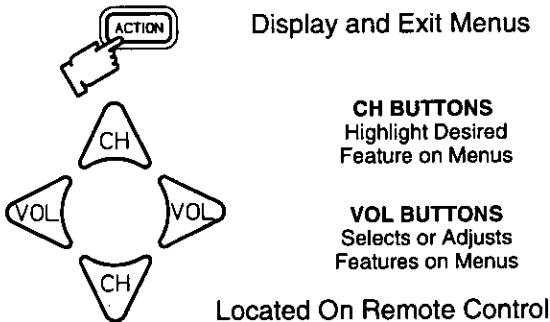 ACTION
Display and Exit Menus
CH
CH BUTTONS
Highlight Desired
Feature on Menus
VOL
VOL
VOL BUTTONS
Selects or Adjusts
Features on Menus
CH
Located On Remote Control